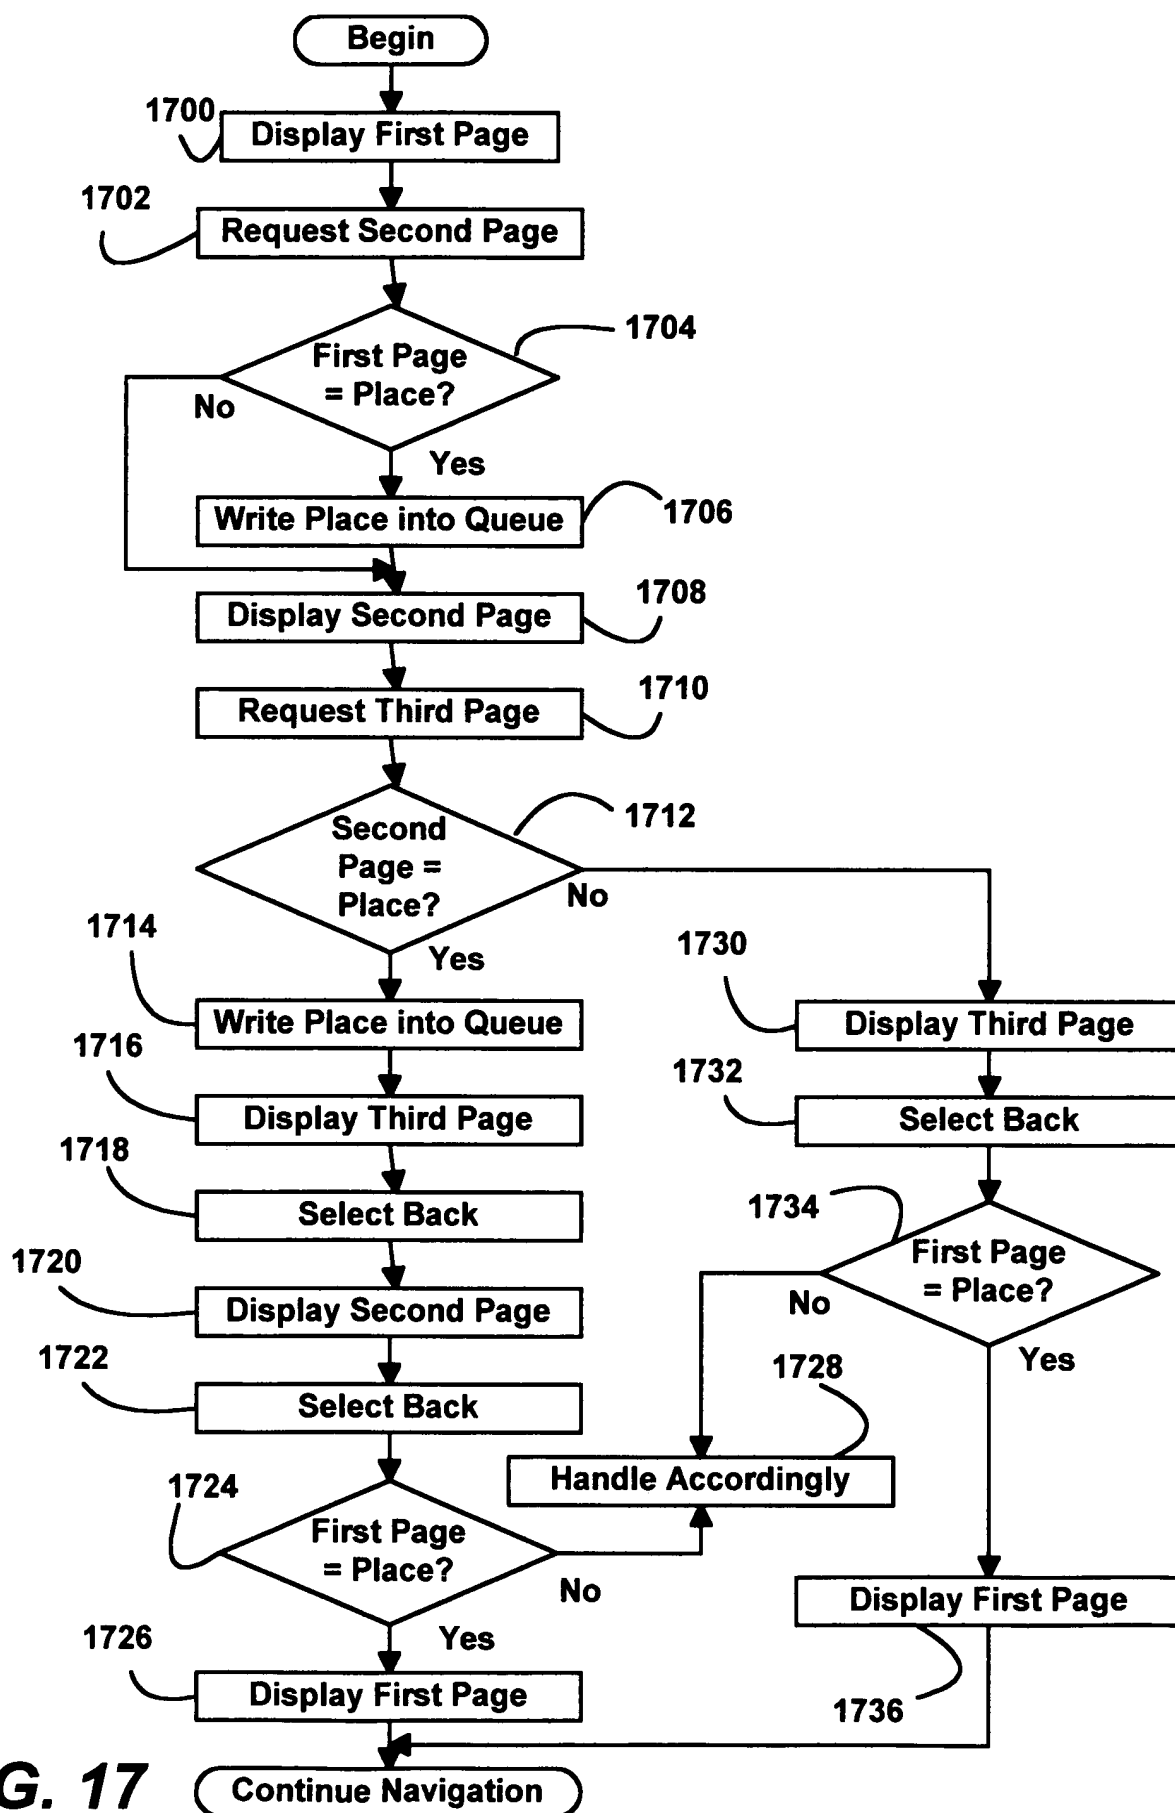 Begin
1700
Display First Page
1702
Request Second Page
1704
First Page
= Place?
No
Yes
Write Place into Queue
1706
1708
Display Second Page
1710
Request Third Page
1712
Second
Page =
Place?
No
1714
Yes
1730
Write Place into Queue
Display Third Page
1716
1732
Display Third Page
Select Back
1718
1734
Select Back
First Page
= Place?
1720
No
Display Second Page
Yes
1722
1728
Select Back
Handle Accordingly
1724
First Page
= Place?
No
Display First Page
1726
Yes
Display First Page
1736
G. 17
Continue Navigation